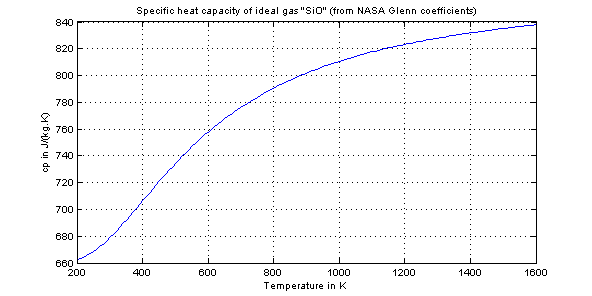 Specific heat capacity of ideal gas "SiO" (from NASA Glenn coefficients)
840
820
800
780
760
740
720
700
680
660
cp in J/(kg.K)
200 400 600 800 1000 1200 1400 1600
Temperature in K